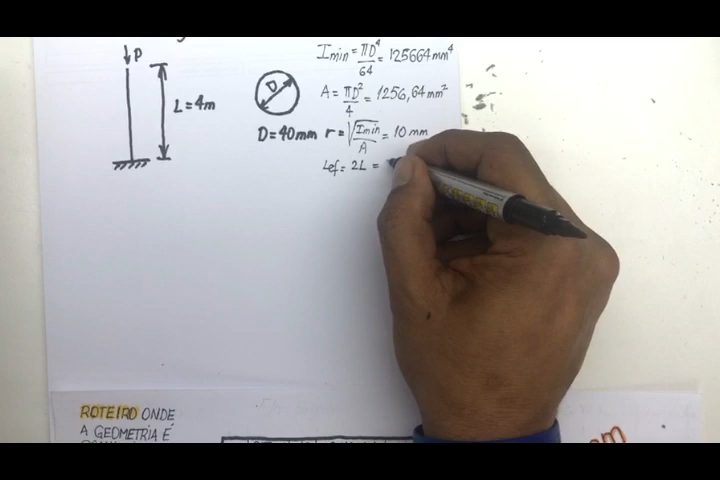 P
L = 4m
D
D = 40mm
Imin = πD⁴/64 = 125664 mm⁴
A = πD²/4 = 1256,64 mm²
r = √(Imin/A) = 10 mm
Lef = 2L =
ROTEIRO ONDE
A GEOMETRIA É